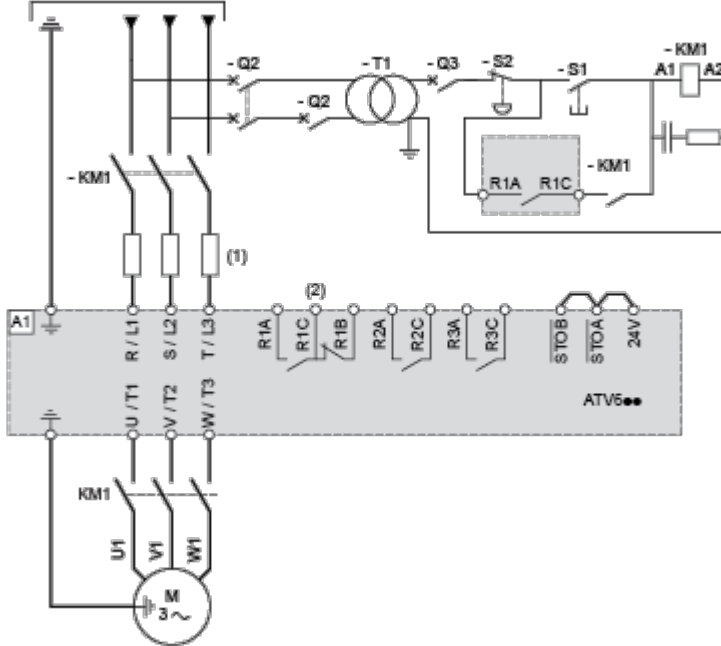 - Q2
- T1
- Q3
- S2
- S1
- KM1
A1
A2
- Q2
- KM1
- KM1
R1A
R1C
(1)
(2)
A1
R / L1
S / L2
T / L3
R1A
R1C
R1B
R2A
R2C
R3A
R3C
STOB
STOA
24V
U / T1
V / T2
W / T3
ATV6●●
KM1
U1
V1
W1
M
3 ~